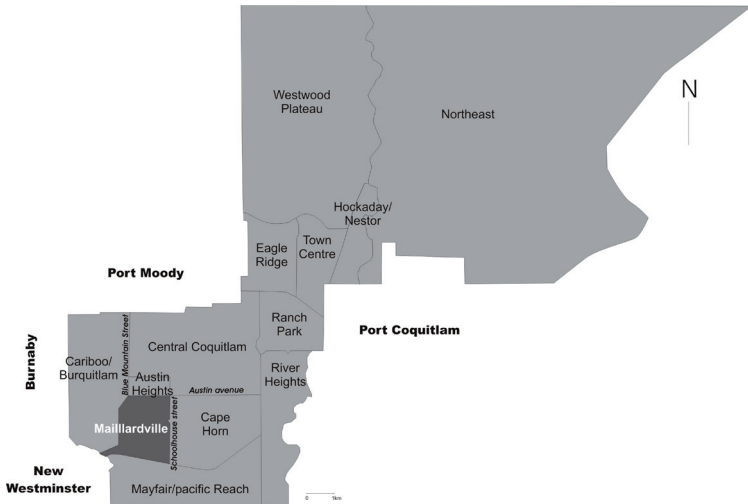 Westwood
Plateau
Northeast
N
Hockaday/
Nestor
Eagle
Ridge
Town
Centre
Port Moody
Ranch
Park
Port Coquitlam
Burnaby
Cariboo/
Burquitlam
Blue Mountain Street
Central Coquitlam
Austin
Heights
Austin avenue
River
Heights
Mailllardville
Schoolhouse street
Cape
Horn
New
Westminster
Mayfair/pacific Reach
0 1km